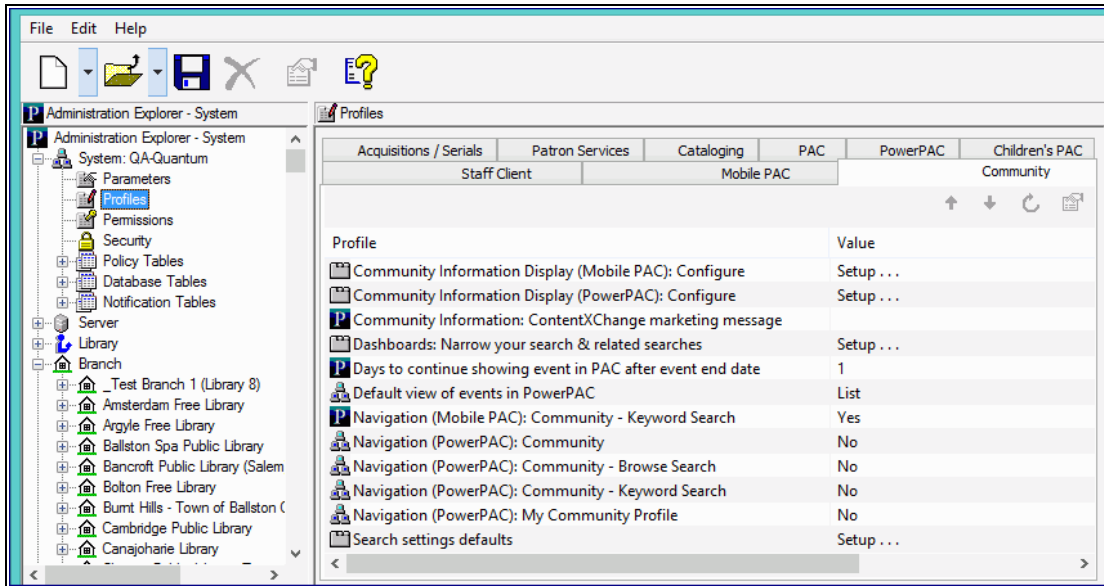 File Edit Help
Administration Explorer - System
Profiles
Administration Explorer - System
System: QA-Quantum
Parameters
Profiles
Permissions
Security
Policy Tables
Database Tables
Notification Tables
Server
Library
Branch
_Test Branch 1 (Library 8)
Amsterdam Free Library
Argyle Free Library
Ballston Spa Public Library
Bancroft Public Library (Salem
Bolton Free Library
Burnt Hills - Town of Ballston C
Cambridge Public Library
Canajoharie Library
Acquisitions / Serials Patron Services Cataloging PAC PowerPAC Children's PAC
Staff Client Mobile PAC Community
Profile Value
Community Information Display (Mobile PAC): Configure Setup . . .
Community Information Display (PowerPAC): Configure Setup . . .
Community Information: ContentXChange marketing message
Dashboards: Narrow your search & related searches Setup . . .
Days to continue showing event in PAC after event end date 1
Default view of events in PowerPAC List
Navigation (Mobile PAC): Community - Keyword Search Yes
Navigation (PowerPAC): Community No
Navigation (PowerPAC): Community - Browse Search No
Navigation (PowerPAC): Community - Keyword Search No
Navigation (PowerPAC): My Community Profile No
Search settings defaults Setup . . .